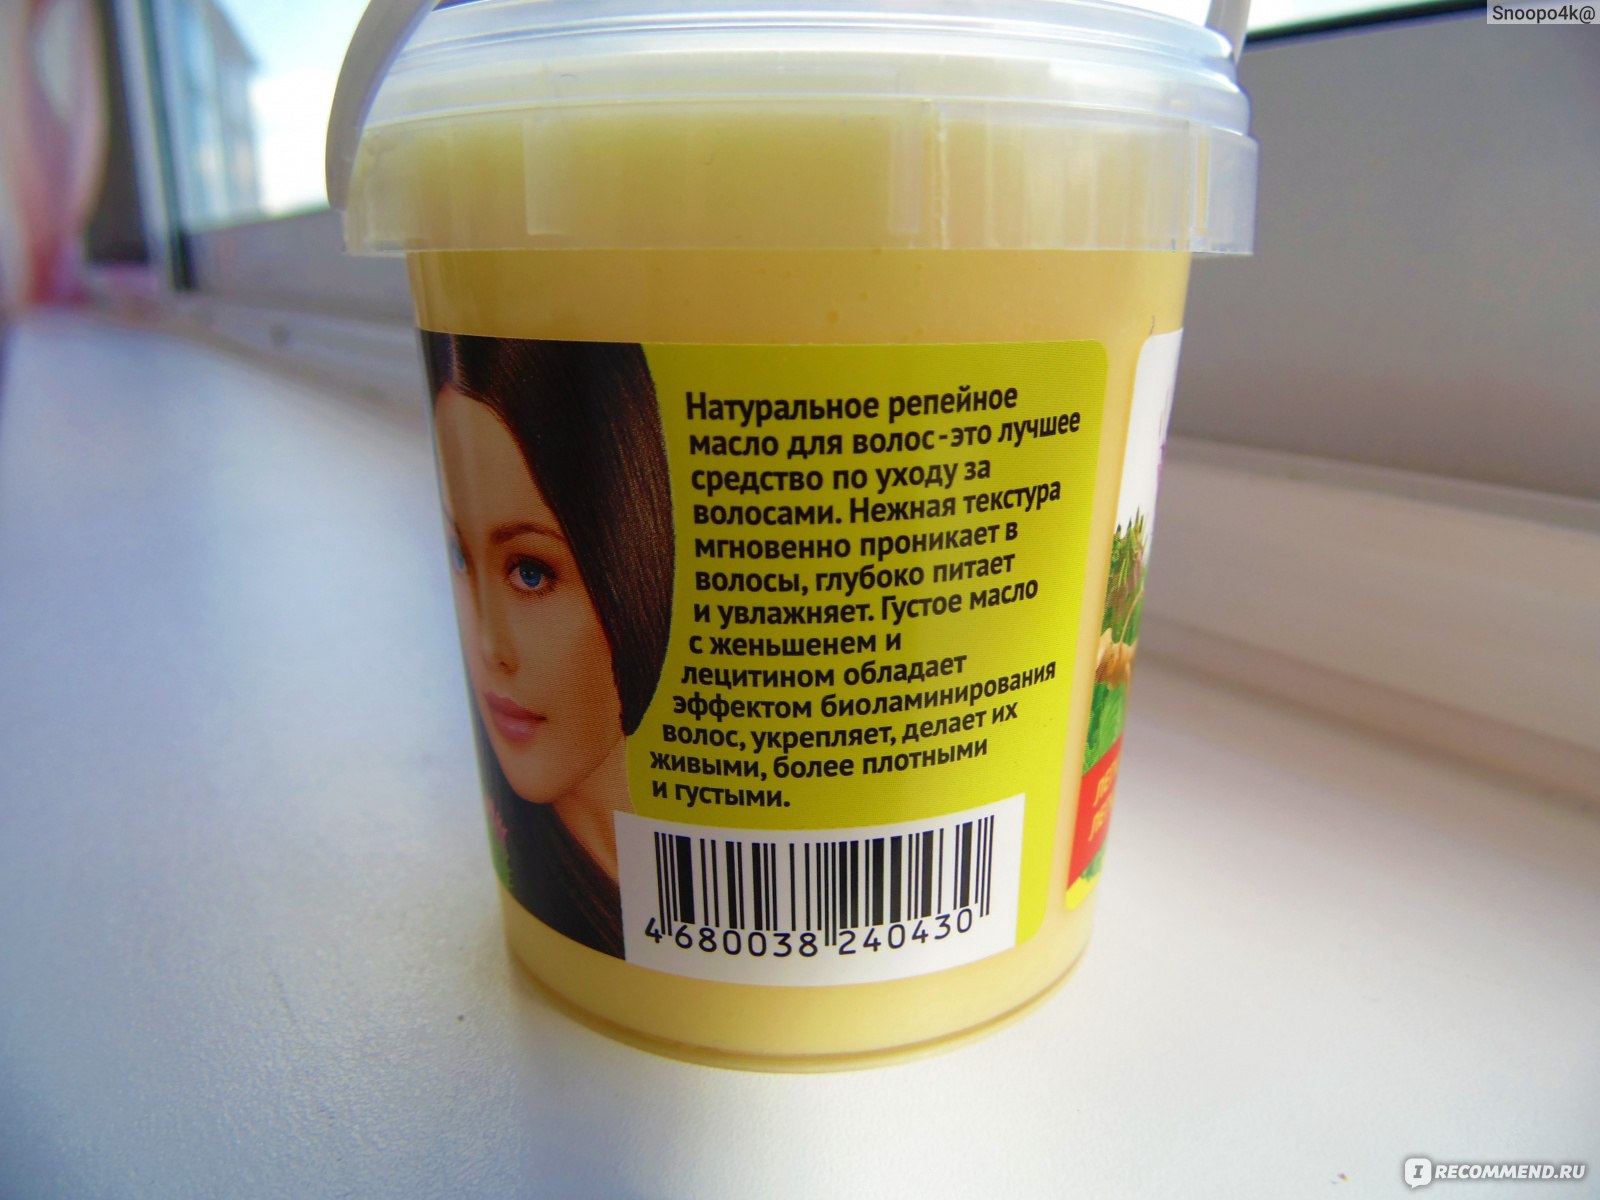 Snoopo4k@
Натуральное репейное
масло для волос-это лучшее
средство по уходу за
волосами. Нежная текстура
мгновенно проникает в
волосы, глубоко питает
и увлажняет. Густое масло
с женьшенем и
лецитином обладает
эффектом биоламинирования
волос, укрепляет, делает их
живыми, более плотными
и густыми.
4 680038 240430
IRECOMMEND.RU